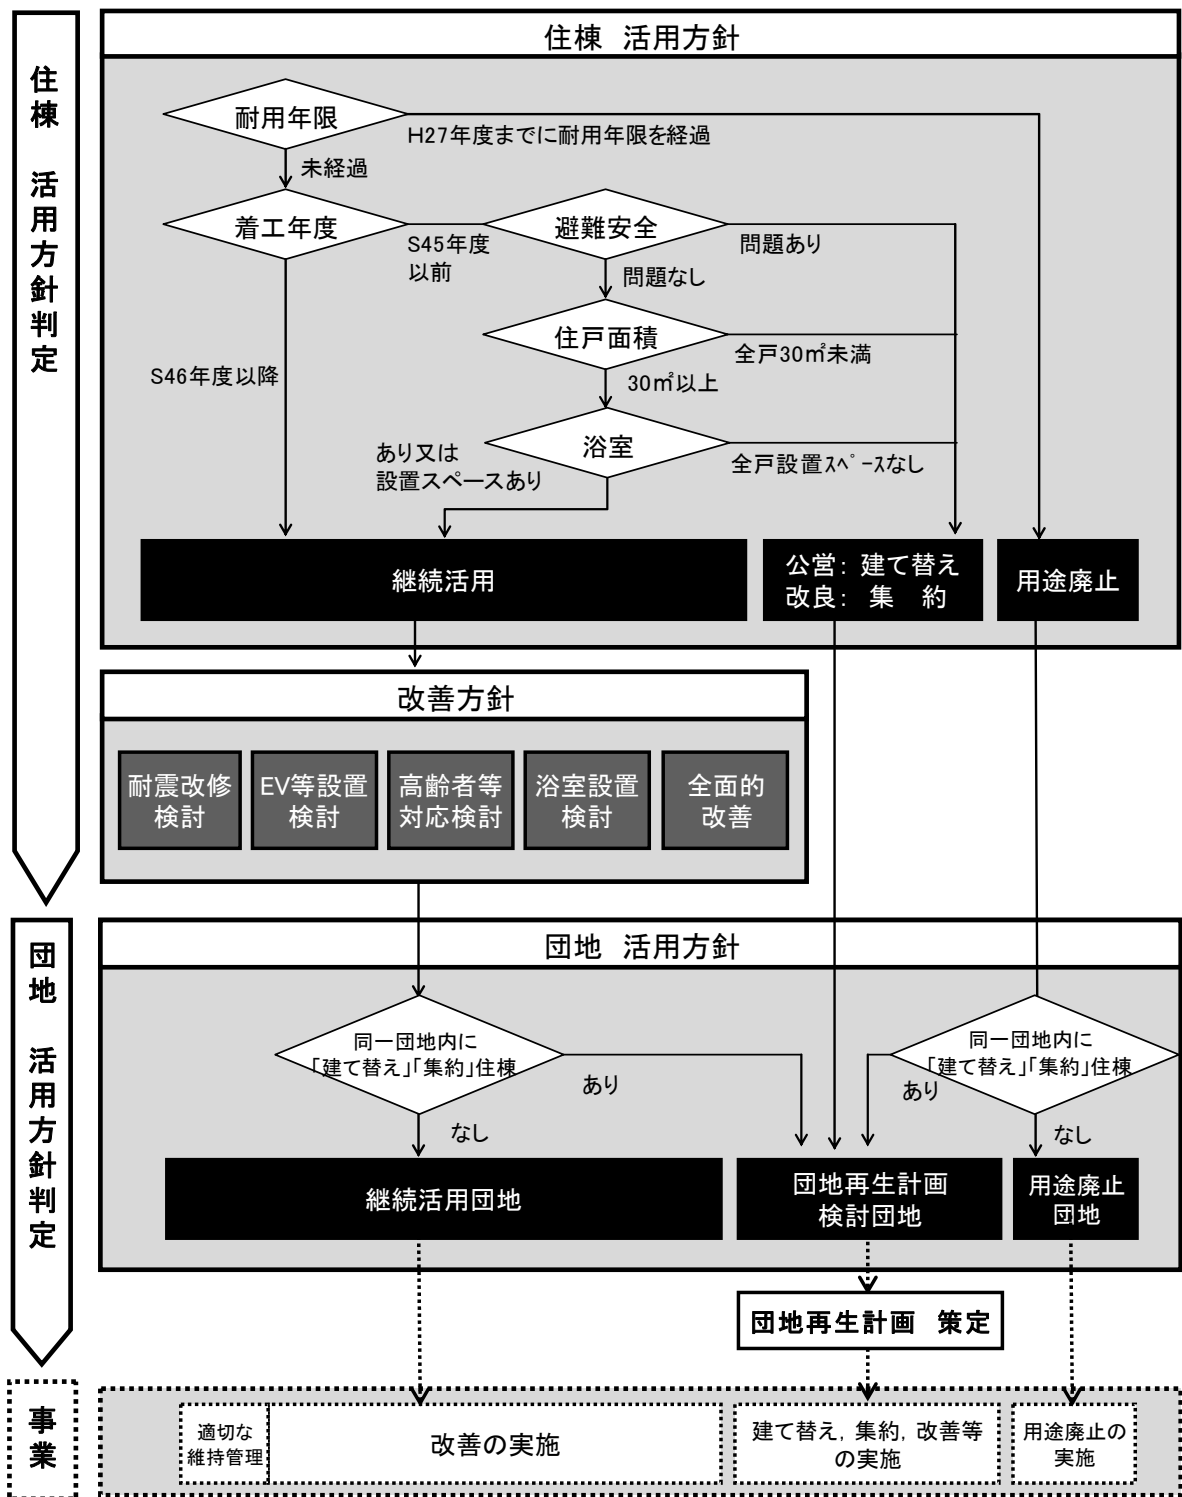 住棟　活用方針判定
住棟　活用方針
耐用年限
H27年度までに耐用年限を経過
未経過
着工年度
S45年度
以前
避難安全
問題あり
問題なし
住戸面積
全戸30㎡未満
S46年度以降
30㎡以上
浴室
あり又は
設置スペースあり
全戸設置ｽﾍﾟｰｽなし
継続活用
公営：建て替え
改良：集　約
用途廃止
改善方針
耐震改修
検討
EV等設置
検討
高齢者等
対応検討
浴室設置
検討
全面的
改善
団地　活用方針判定
団地　活用方針
同一団地内に
「建て替え」「集約」住棟
あり
なし
同一団地内に
「建て替え」「集約」住棟
あり
なし
継続活用団地
団地再生計画
検討団地
用途廃止
団地
団地再生計画　策定
事業
適切な
維持管理
改善の実施
建て替え，集約，改善等
の実施
用途廃止の
実施